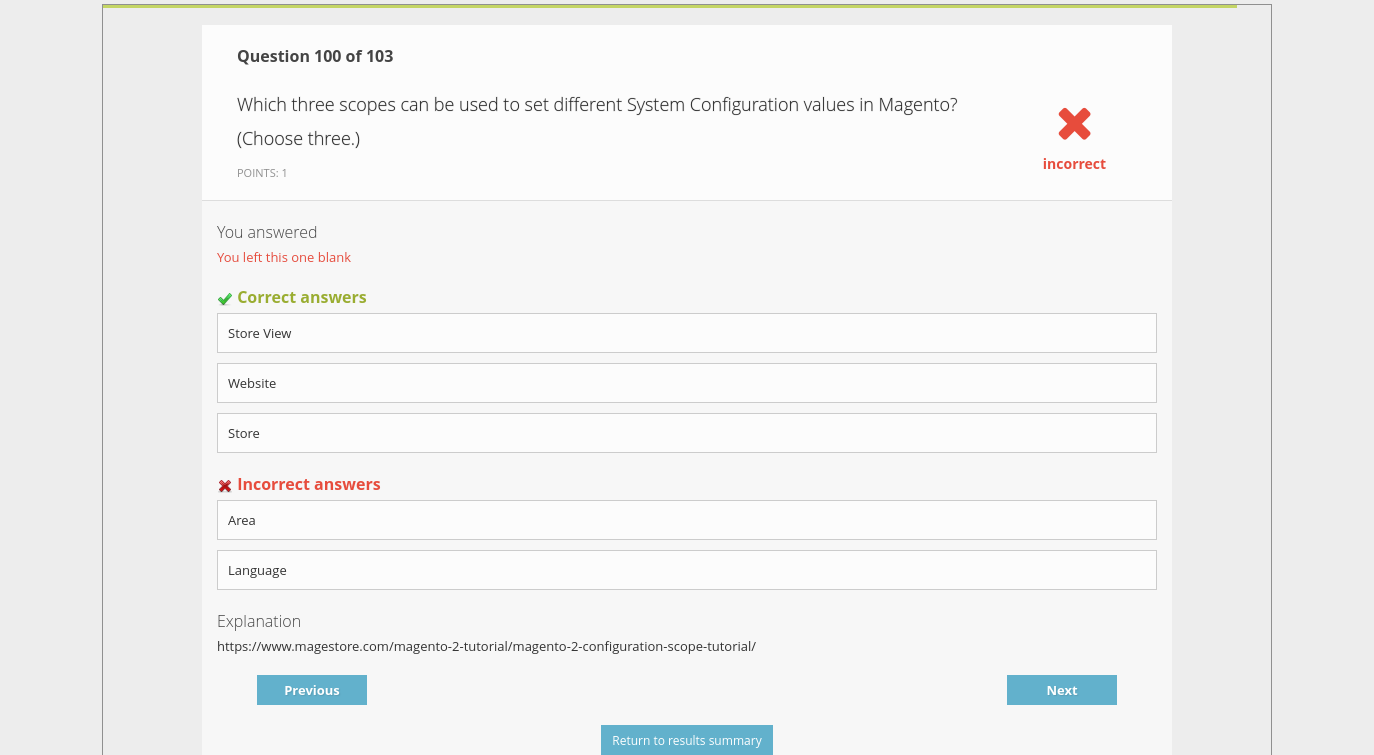 Question 100 of 103
Which three scopes can be used to set different System Configuration values in Magento?
(Choose three.)
POINTS: 1
incorrect
You answered
You left this one blank
Correct answers
Store View
Website
Store
Incorrect answers
Area
Language
Explanation
https://www.magestore.com/magento-2-tutorial/magento-2-configuration-scope-tutorial/
Previous
Next
Return to results summary